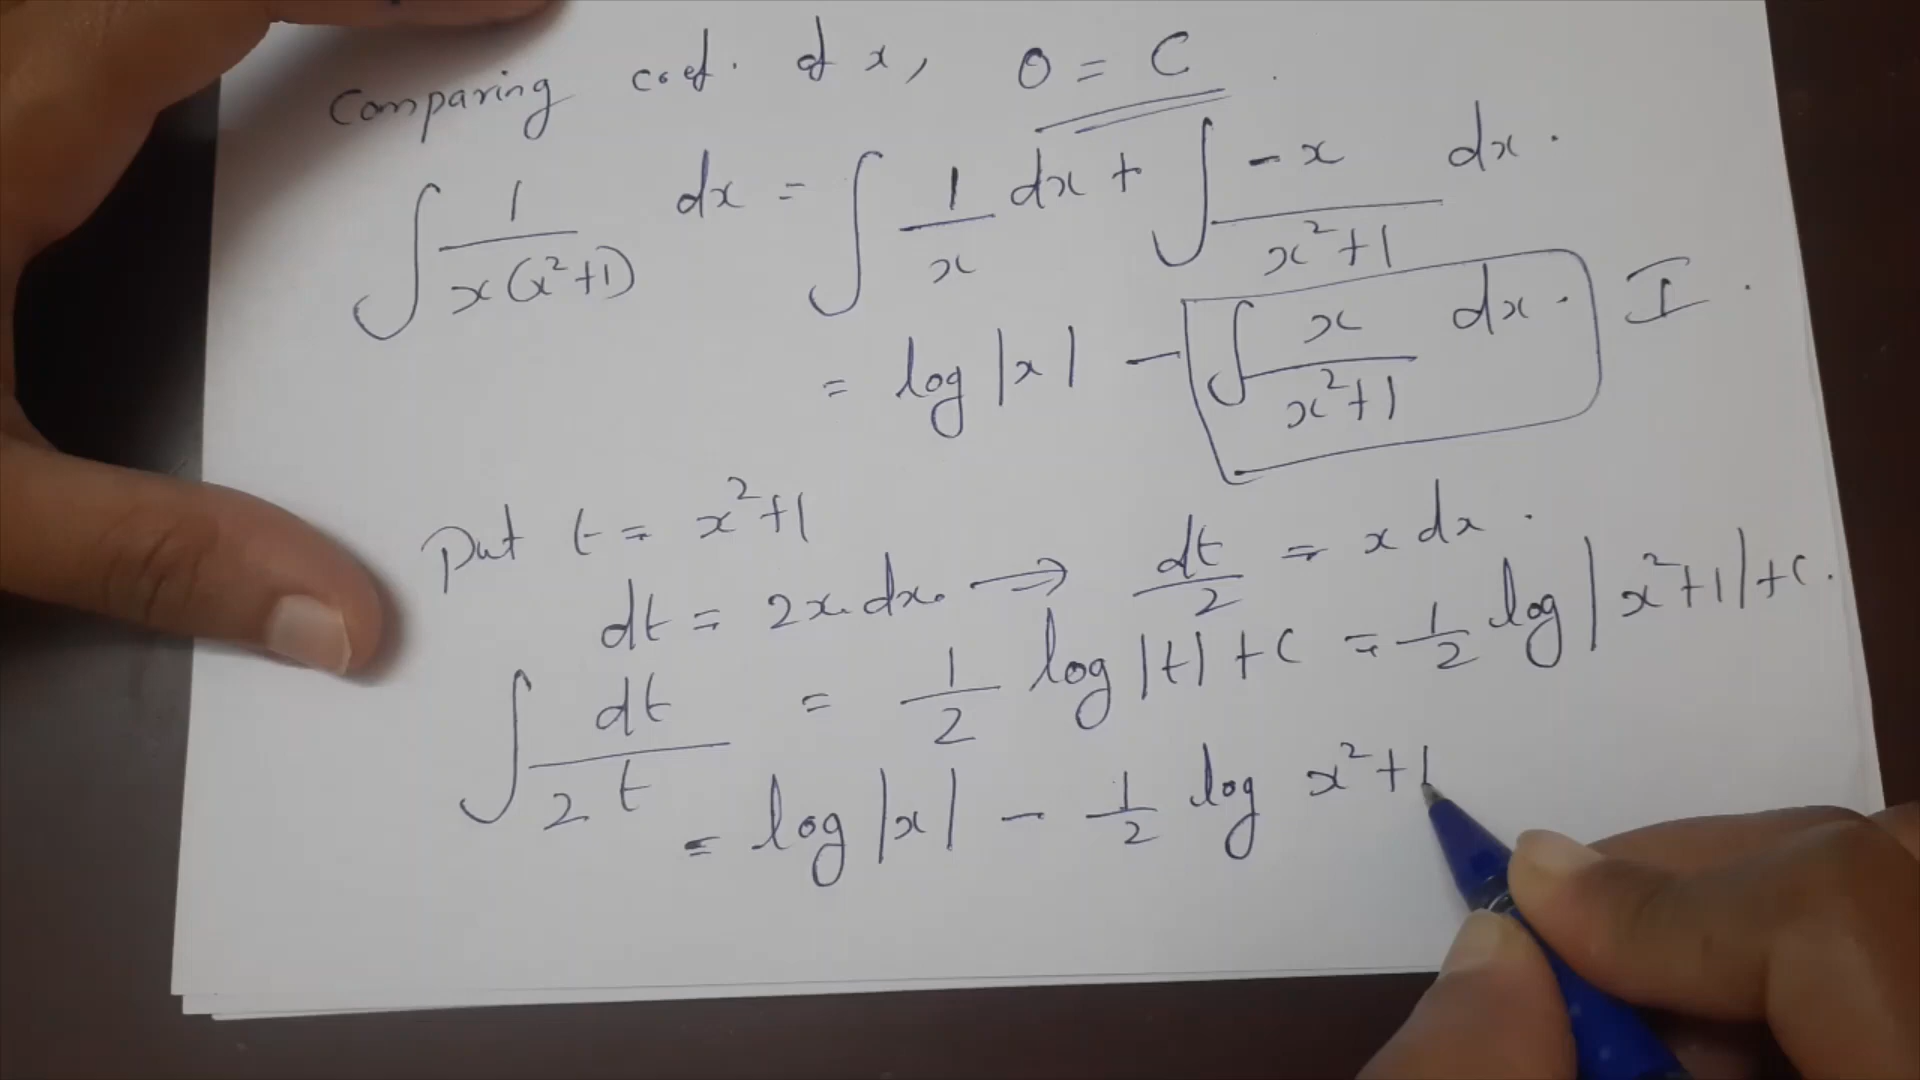 Comparing coef. of x, 0 = C
∫ 1/x(x²+1) dx = ∫ 1/x dx + ∫ -x/x²+1 dx.
= log |x| - ∫ x/x²+1 dx. I.
Put t = x²+1
dt = 2x.dx. ⇒ dt/2 = x dx.
∫ dt/2t = 1/2 log |t| + C = 1/2 log |x²+1| + C.
= log |x| - 1/2 log x²+1